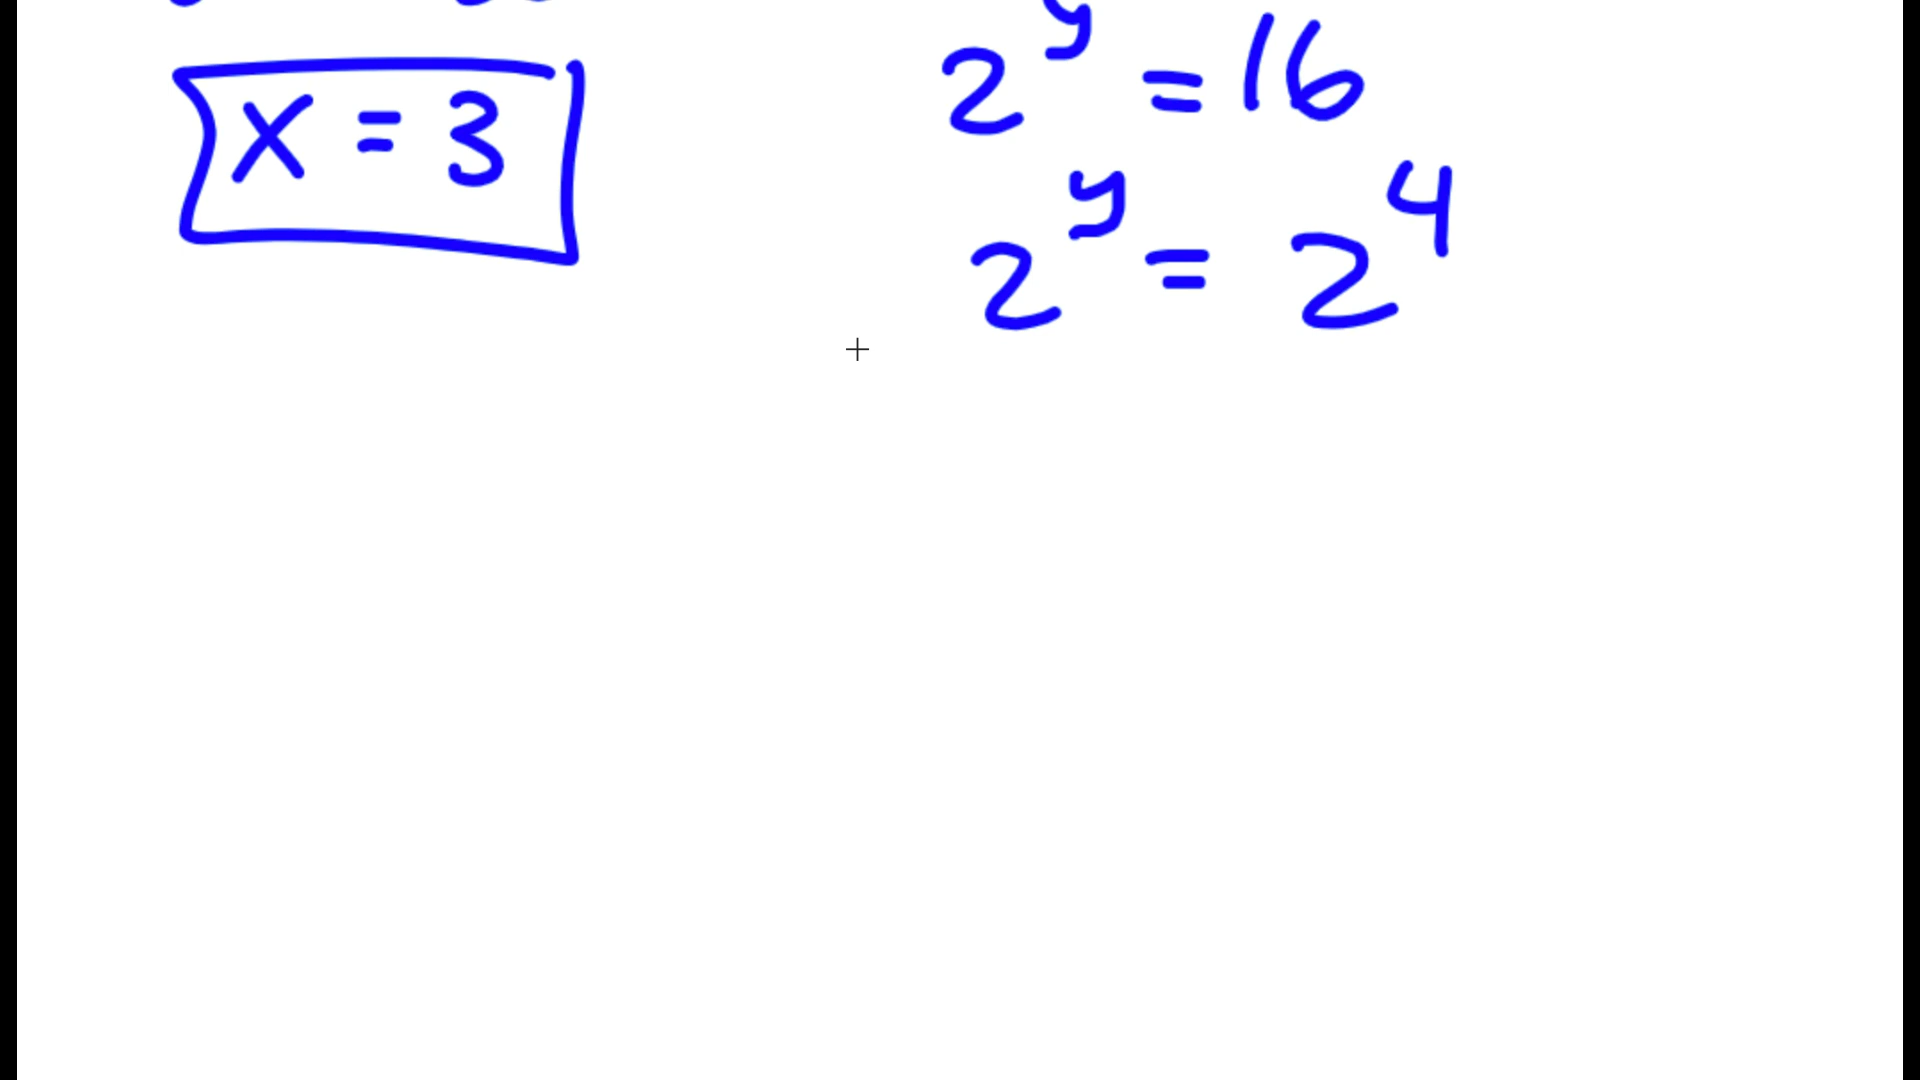 x = 3
2^y = 16
2^y = 2^4